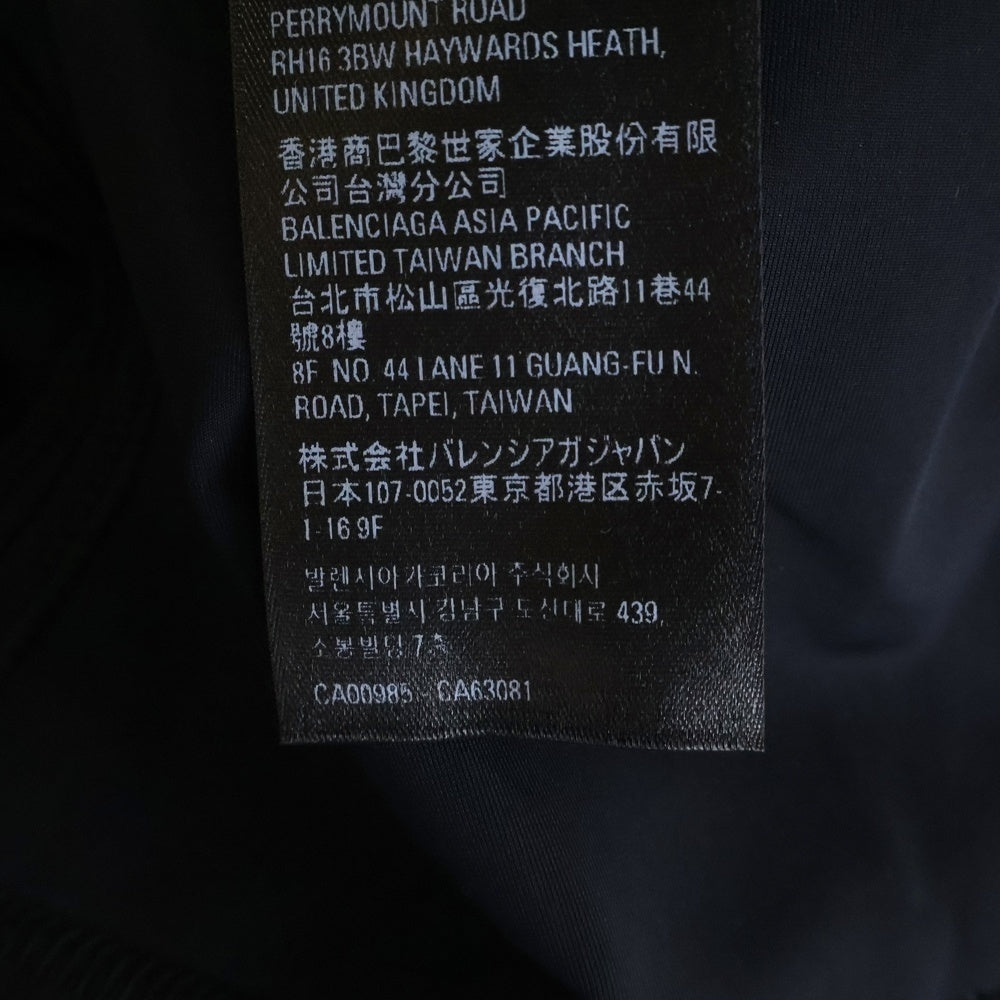 PERRYMOUNT ROAD
RH16 3BW HAYWARDS HEATH,
UNITED KINGDOM
香港商巴黎世家企業股份有限
公司台灣分公司
BALENCIAGA ASIA PACIFIC
LIMITED TAIWAN BRANCH
台北市松山區光復北路11巷44
號8樓
8F. NO. 44 LANE 11 GUANG-FU N.
ROAD, TAPEI, TAIWAN
株式会社バレンシアガジャパン
日本107-0052東京都港区赤坂7-
1-16 9F
발렌시아가코리아 주식회사
서울특별시 강남구 도산대로 439,
소봉빌딩 7층
CA00985 - CA63081